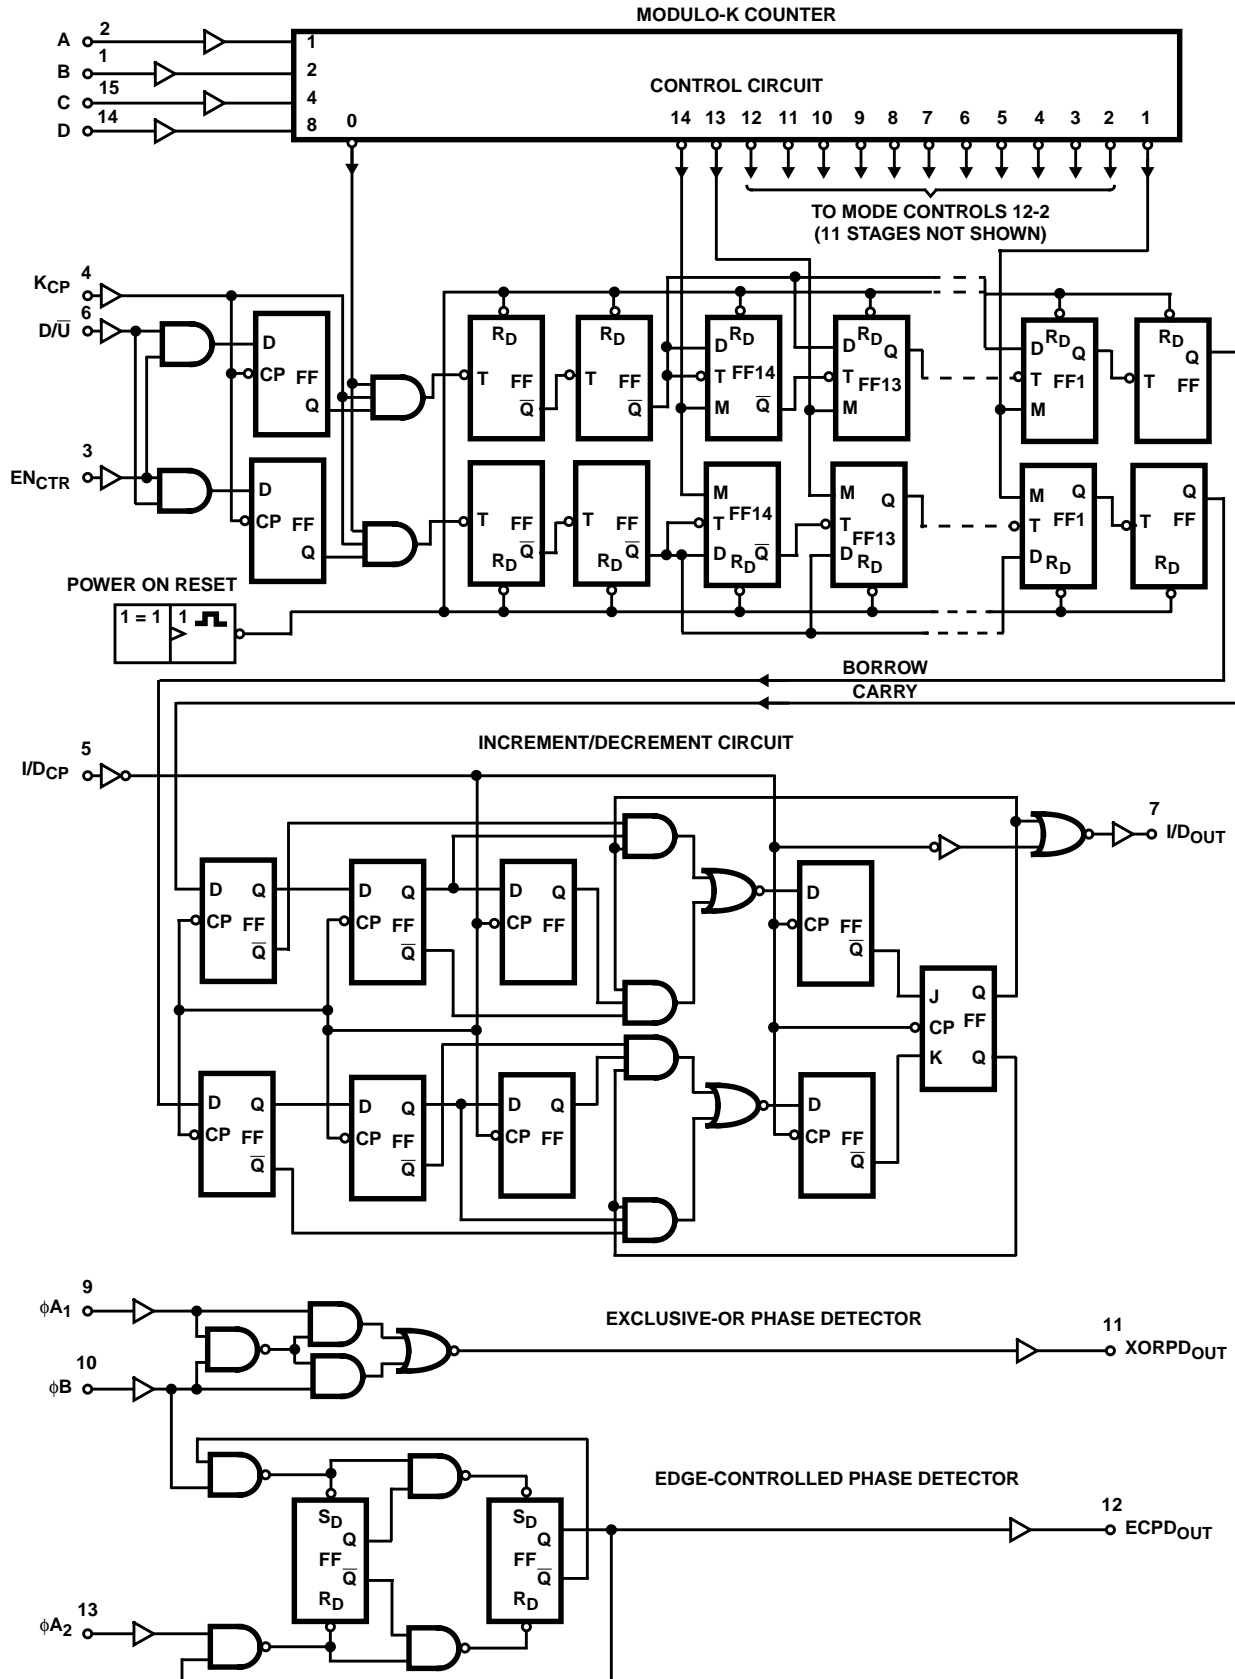 MODULO-K COUNTER
CONTROL CIRCUIT
A 2 1
B 1 2
C 15 4
D 14 8
0 14 13 12 11 10 9 8 7 6 5 4 3 2 1
TO MODE CONTROLS 12-2
(11 STAGES NOT SHOWN)
KCP 4
D/U̅ 6
ENCTR 3
D CP FF Q
D CP FF Q
RD T FF Q̅
RD T FF Q̅
D RD T FF14 M Q̅
D RD Q T FF13 M
D RD Q T FF1 M
RD Q T FF
T FF Q̅ RD
T FF Q̅ RD
M FF14 T D RD Q̅
M Q T FF13 D RD
M Q T FF1 D RD
Q T FF RD
POWER ON RESET
1 = 1 1
BORROW
CARRY
INCREMENT/DECREMENT CIRCUIT
I/DCP 5
7 I/DOUT
D Q CP FF Q̅
D Q CP FF Q̅
D Q CP FF
D CP FF Q̅
J Q CP FF K Q
D Q CP FF Q̅
D Q CP FF Q̅
D Q CP FF
D CP FF Q̅
ϕA1 9
EXCLUSIVE-OR PHASE DETECTOR
11 XORPDOUT
ϕB 10
EDGE-CONTROLLED PHASE DETECTOR
12 ECPDOUT
SD Q FF Q̅ RD
SD Q FF Q̅ RD
ϕA2 13